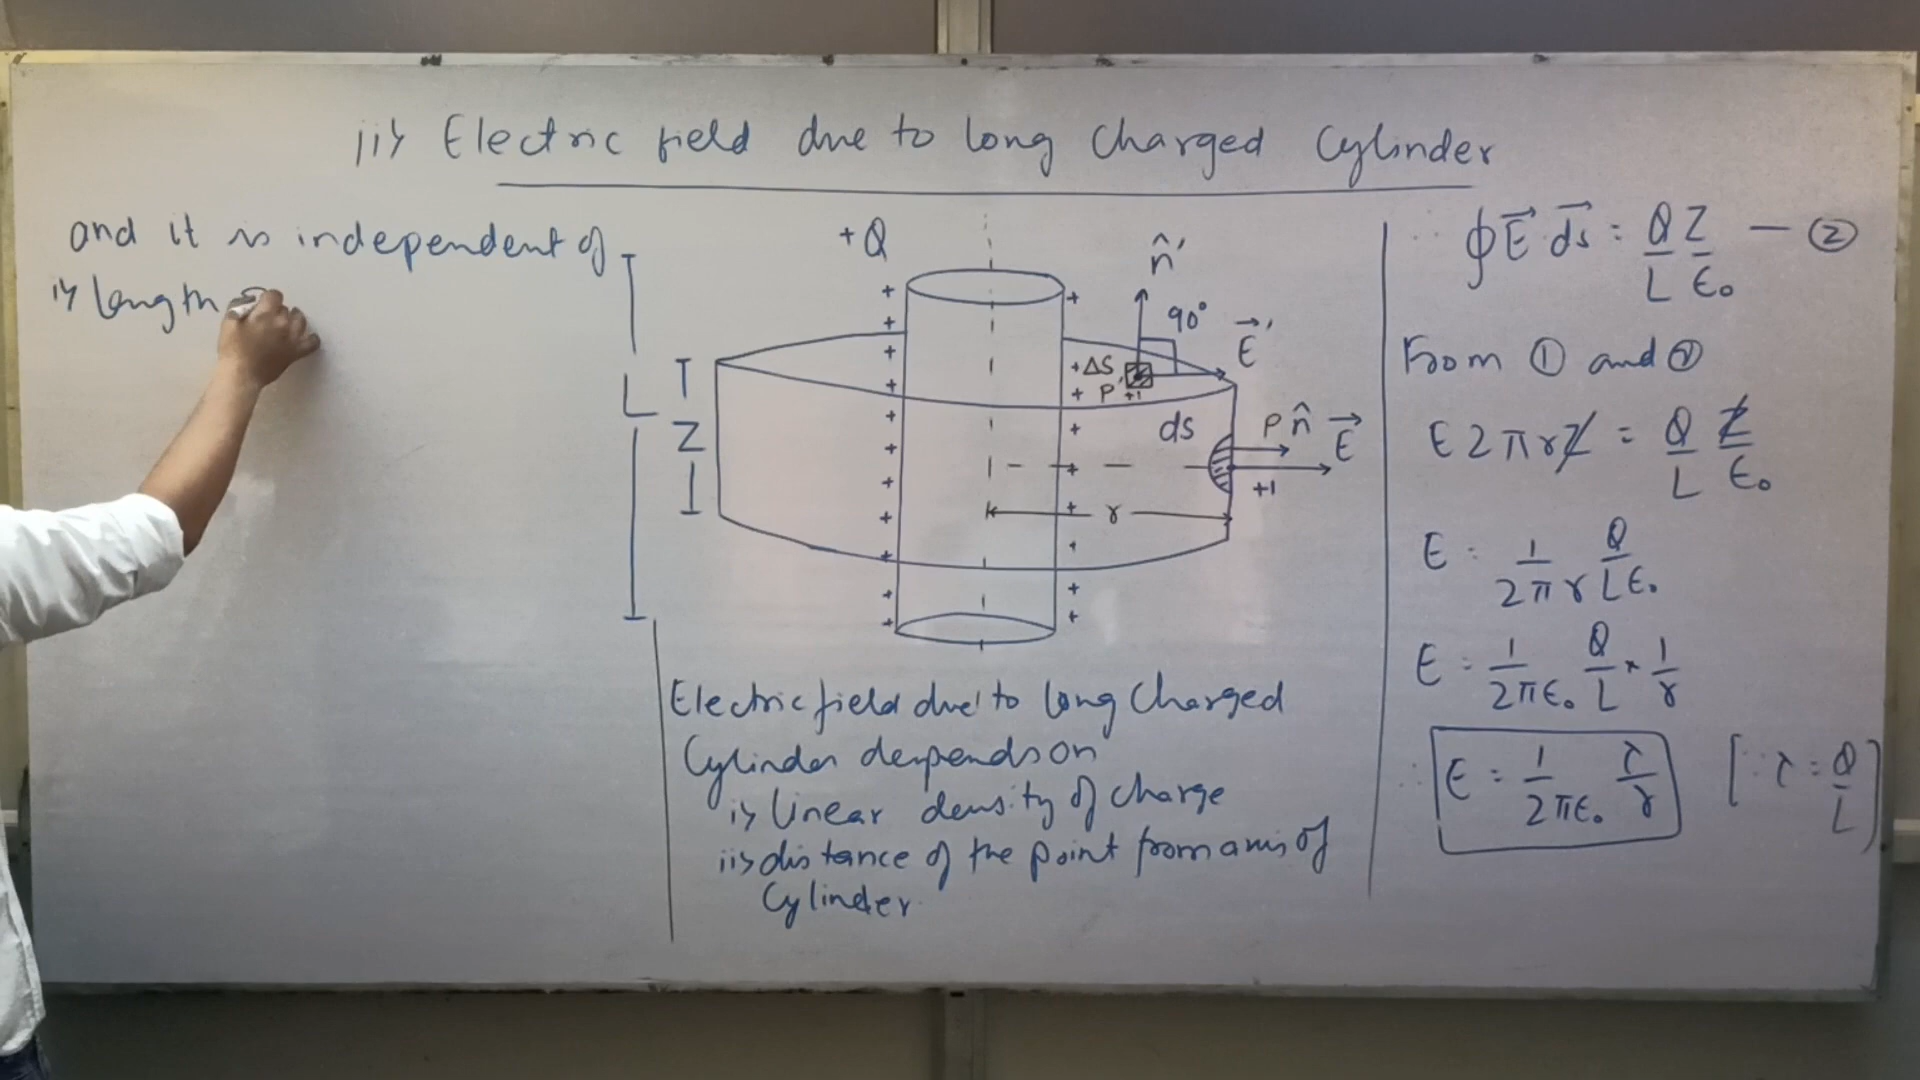 ii) Electric field due to long Charged Cylinder
and it is independent of
i) length
+Q
n̂'
90°
E⃗'
ΔS
P'
+1
L
Z
ds
P n̂ E⃗
+1
r
Electric field due to long Charged
Cylinder depends on
i) linear density of charge
ii) distance of the point from axis of
Cylinder
∮E⃗ ds⃗ = Q/L Z/ε₀ — ②
From ① and ②
E 2πrZ = Q/L Z/ε₀
E = 1/2πr Q/Lε₀
E = 1/2πε₀ Q/L × 1/r
∴ E = 1/2πε₀ τ/r [∵ τ = Q/L]